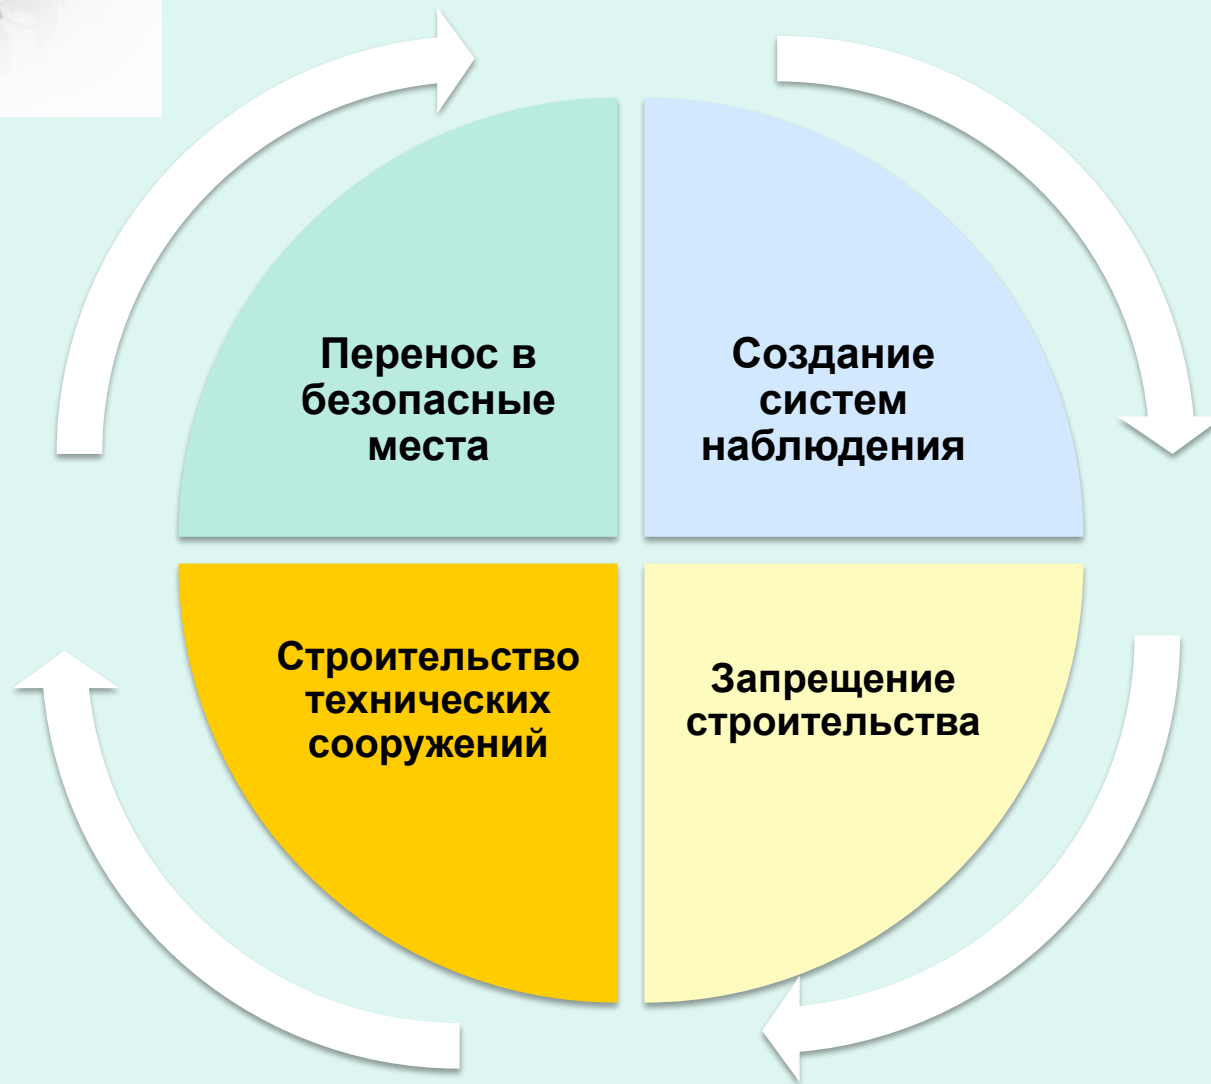 Перенос в
безопасные
места
Создание
систем
наблюдения
Строительство
технических
сооружений
Запрещение
строительства